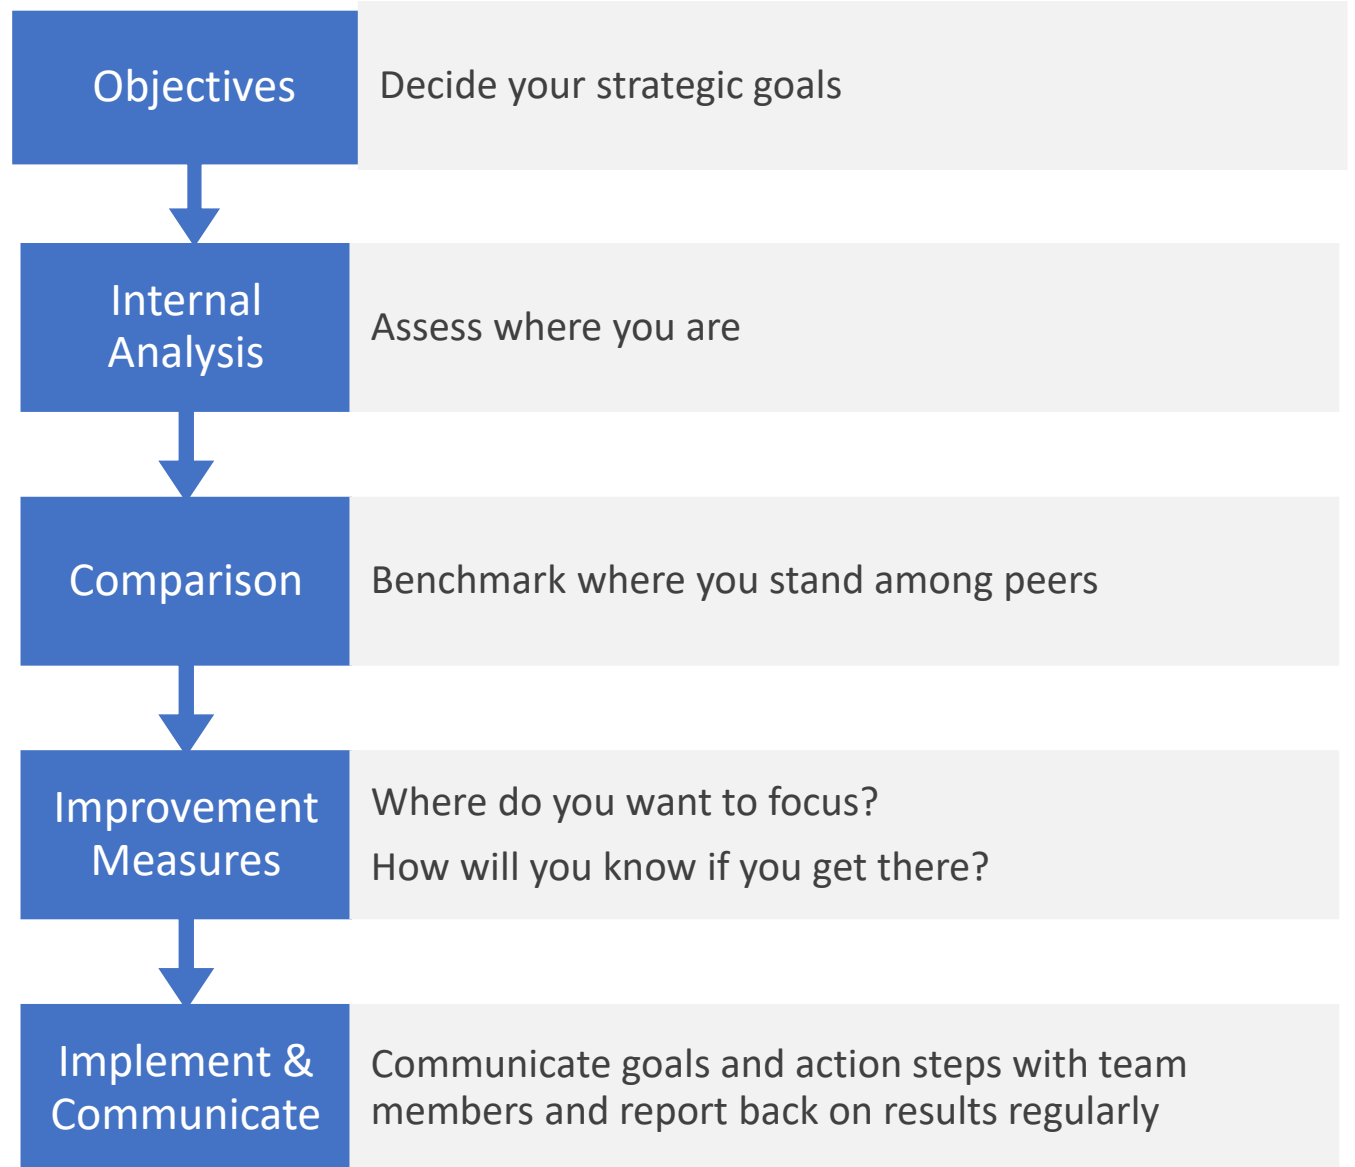 Objectives
Decide your strategic goals
Internal
Analysis
Assess where you are
Comparison
Benchmark where you stand among peers
Improvement
Measures
Where do you want to focus?
How will you know if you get there?
Implement &
Communicate
Communicate goals and action steps with team
members and report back on results regularly